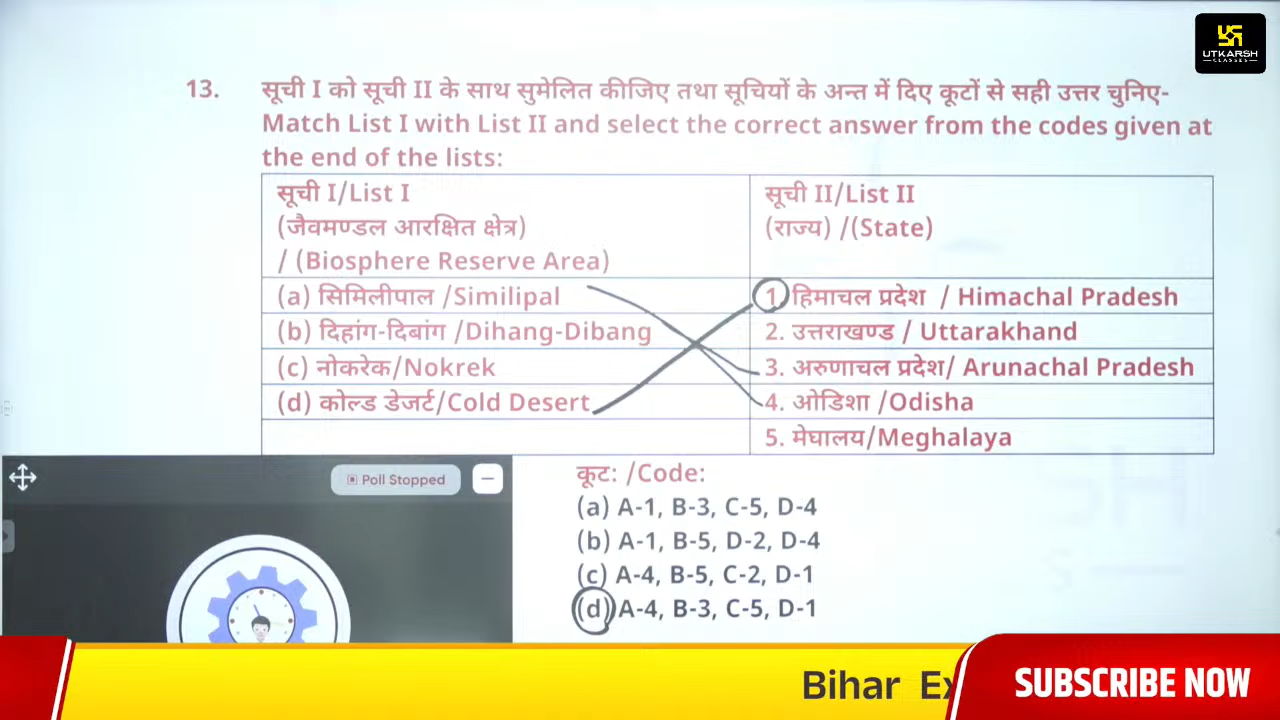 UTKARSH
CLASSES
13. सूची I को सूची II के साथ सुमेलित कीजिए तथा सूचियों के अन्त में दिए कूटों से सही उत्तर चुनिए-
Match List I with List II and select the correct answer from the codes given at
the end of the lists:
सूची I/List I
(जैवमण्डल आरक्षित क्षेत्र)
/ (Biosphere Reserve Area)
सूची II/List II
(राज्य) /(State)
(a) सिमिलीपाल /Similipal
1. हिमाचल प्रदेश / Himachal Pradesh
(b) दिहांग-दिबांग /Dihang-Dibang
2. उत्तराखण्ड / Uttarakhand
(c) नोकरेक/Nokrek
3. अरुणाचल प्रदेश/ Arunachal Pradesh
(d) कोल्ड डेजर्ट/Cold Desert
4. ओडिशा /Odisha
5. मेघालय/Meghalaya
Poll Stopped
कूट: /Code:
(a) A-1, B-3, C-5, D-4
(b) A-1, B-5, D-2, D-4
(c) A-4, B-5, C-2, D-1
(d) A-4, B-3, C-5, D-1
Bihar Ex
SUBSCRIBE NOW